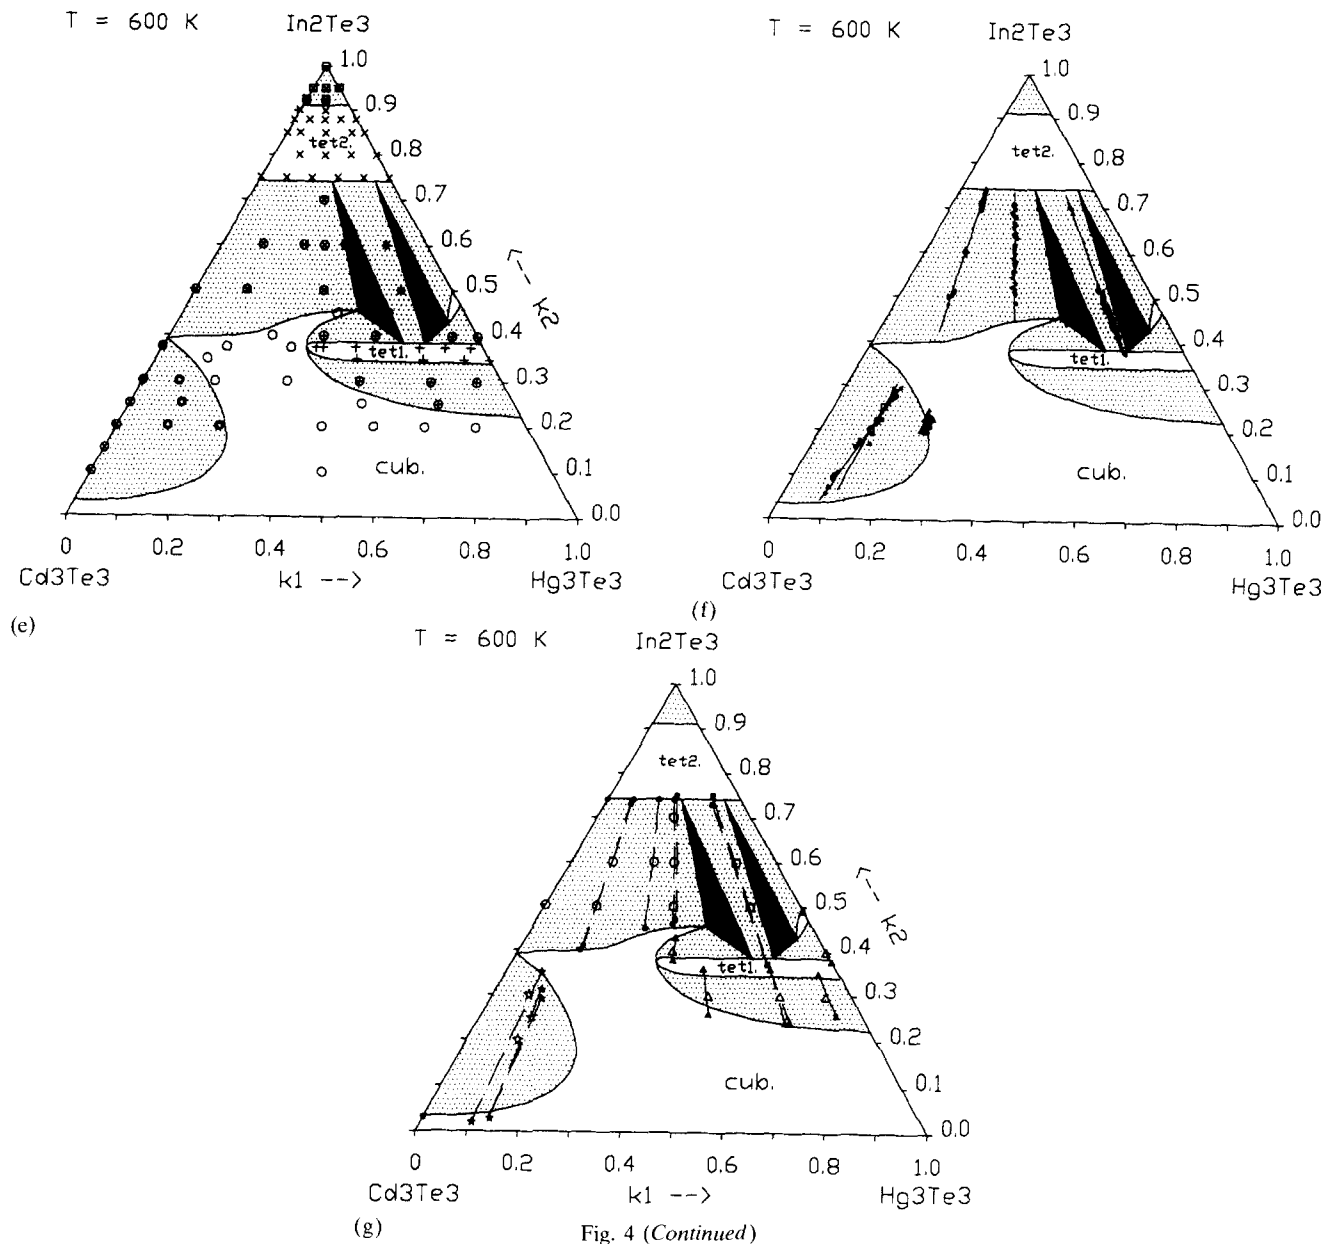 T = 600 K
In2Te3
1.0
0.9
0.8
0.7
0.6
0.5
0.4
0.3
0.2
0.1
0.0
<-- k2
tet2.
tet1.
cub.
0 0.2 0.4 0.6 0.8 1.0
Cd3Te3 k1 --> Hg3Te3
(e)
T = 600 K
In2Te3
1.0
0.9
0.8
0.7
0.6
0.5
0.4
0.3
0.2
0.1
0.0
tet2.
tet1.
cub.
0 0.2 0.4 0.6 0.8 1.0
Cd3Te3 Hg3Te3
(f)
T = 600 K
In2Te3
1.0
0.9
0.8
0.7
0.6
0.5
0.4
0.3
0.2
0.1
0.0
<-- k2
tet2.
tet1.
cub.
0 0.2 0.4 0.6 0.8 1.0
Cd3Te3 k1 --> Hg3Te3
(g)
Fig. 4 (Continued)